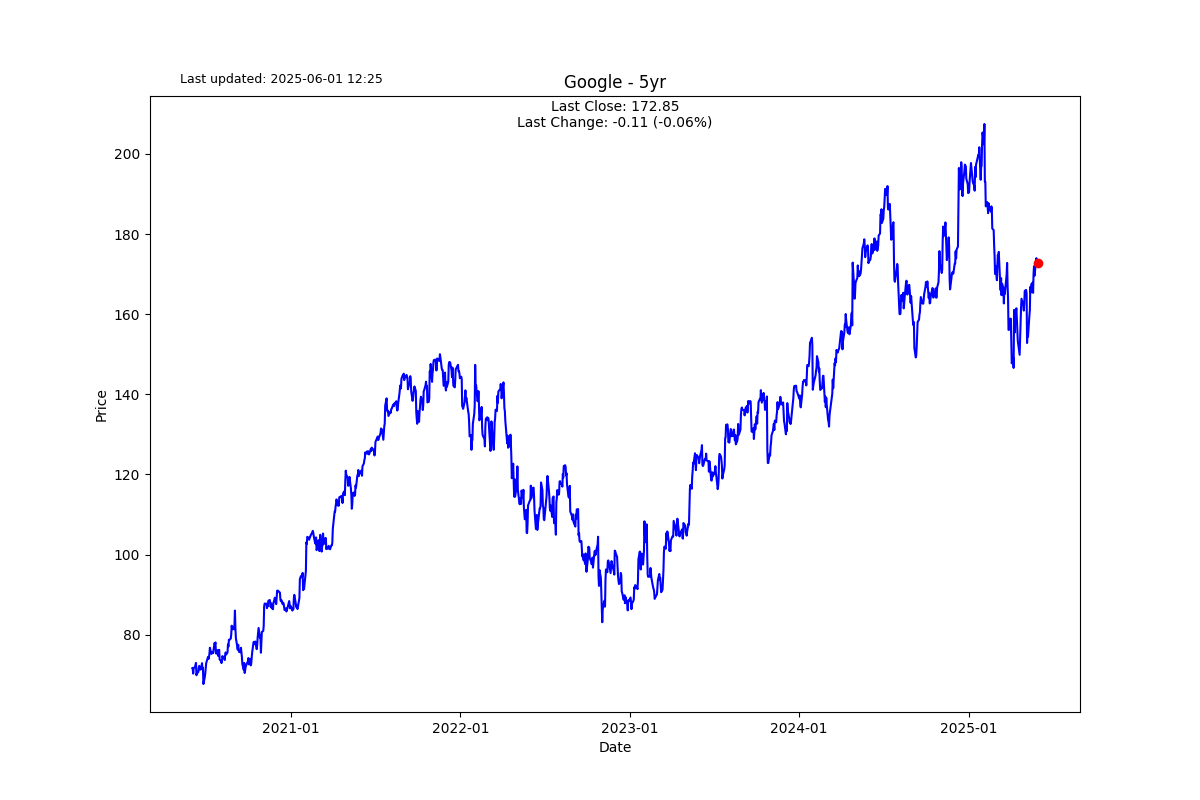 Last updated: 2025-06-01 12:25
Google - 5yr
Last Close: 172.85
Last Change: -0.11 (-0.06%)
Price
200
180
160
140
120
100
80
2021-01
2022-01
2023-01
2024-01
2025-01
Date